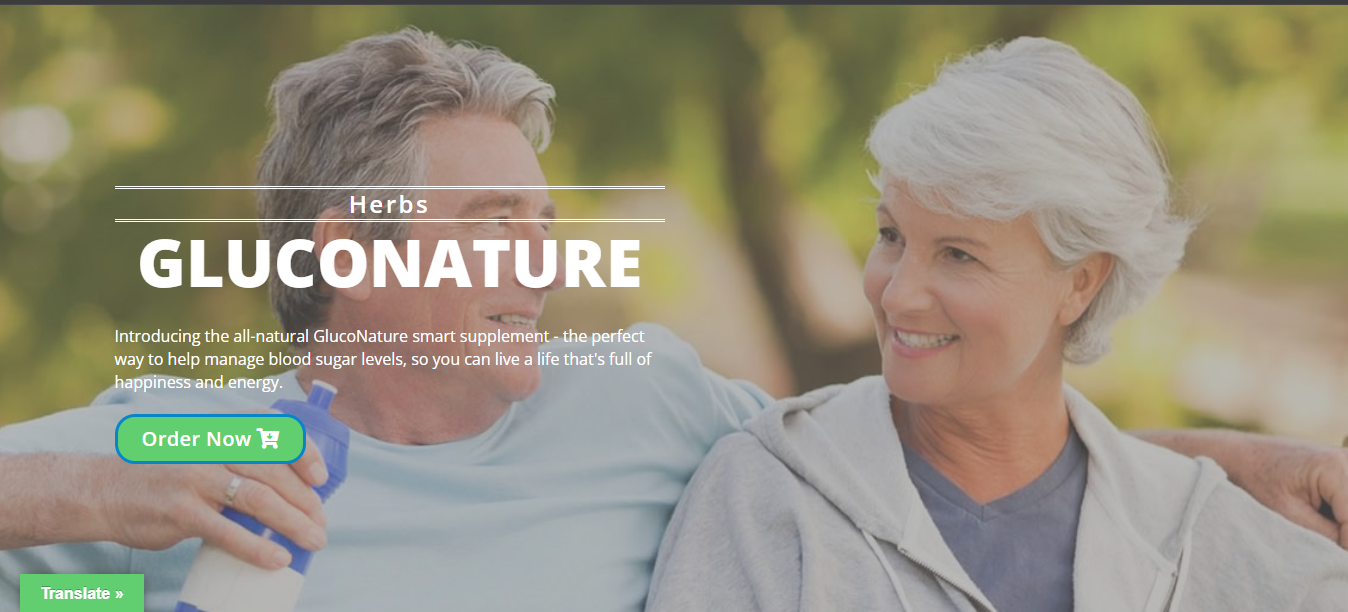 Herbs
GLUCONATURE
Introducing the all-natural GlucoNature smart supplement - the perfect
way to help manage blood sugar levels, so you can live a life that's full of
happiness and energy.
Order Now
Translate »